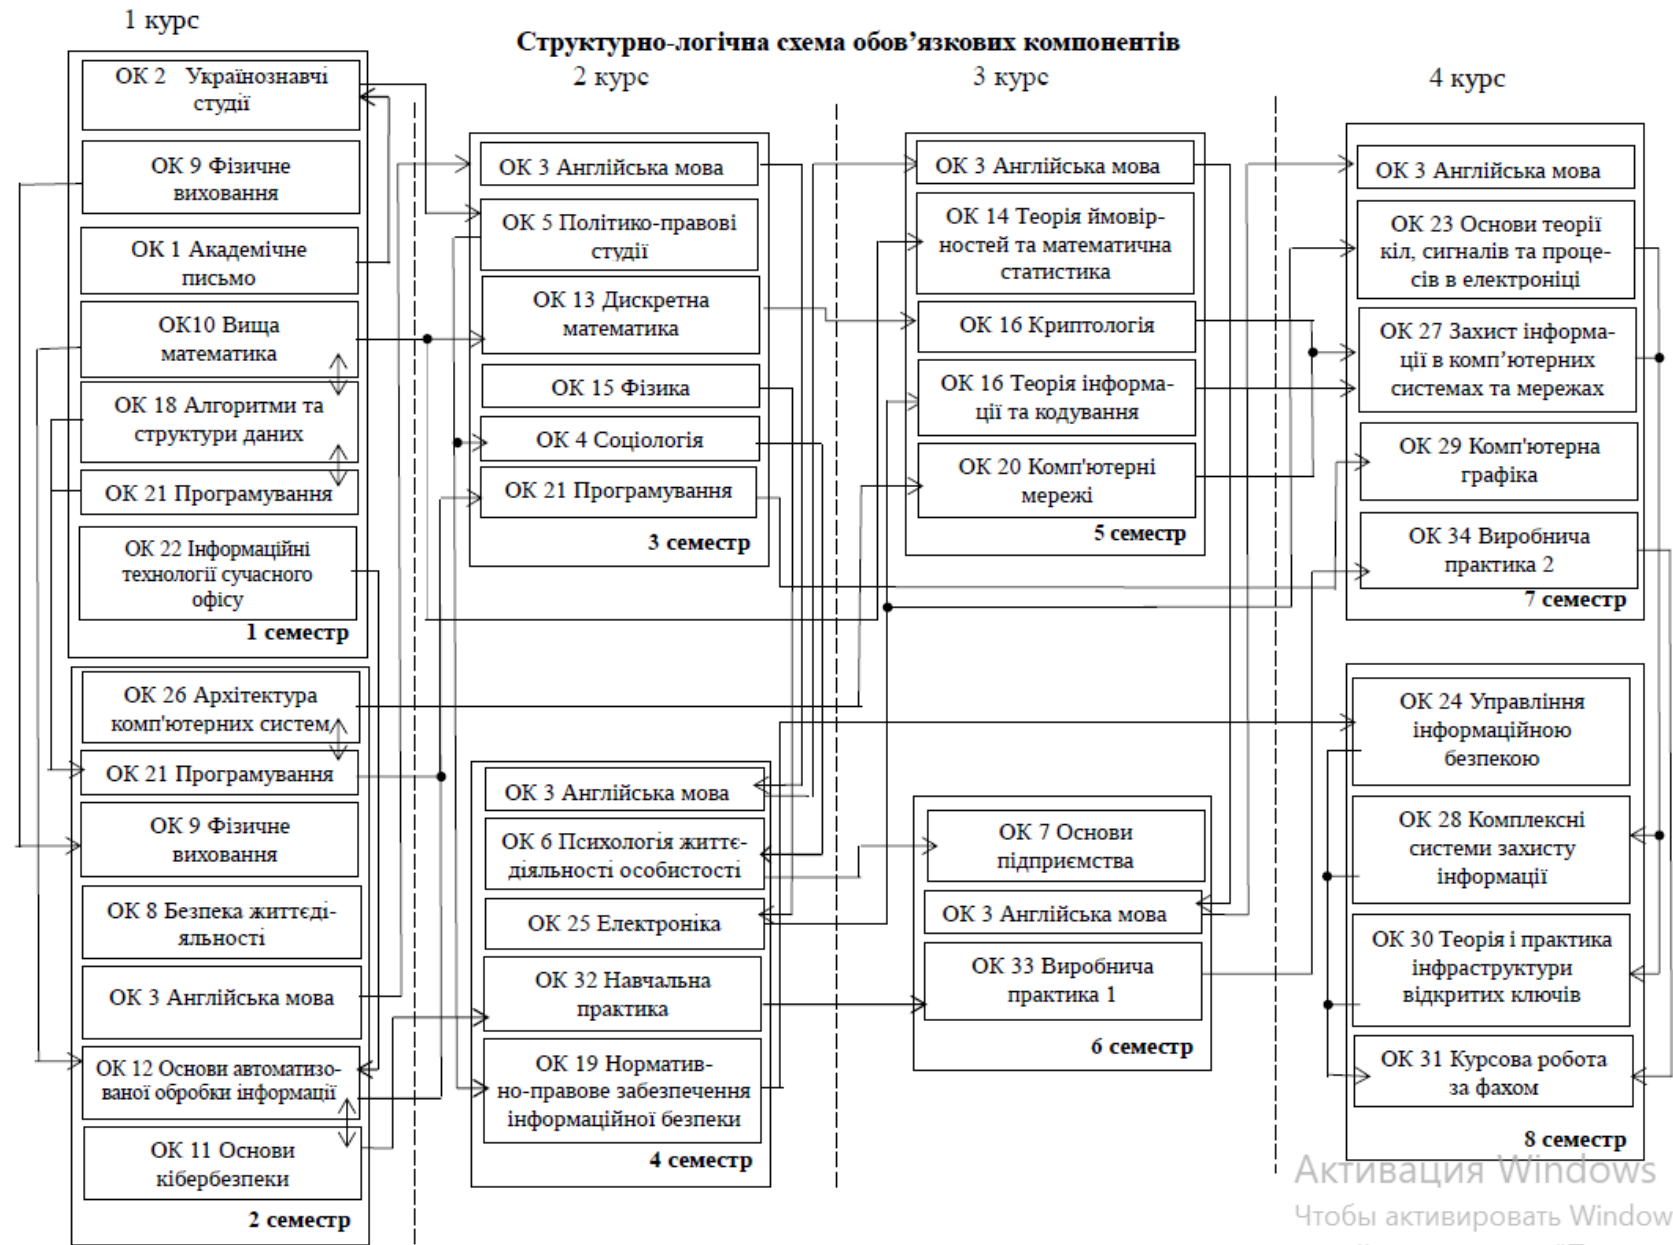 Структурно-логічна схема обов’язкових компонентів
1 курс
ОК 2 Українознавчі
студії
ОК 9 Фізичне
виховання
ОК 1 Академічне
письмо
ОК10 Вища
математика
ОК 18 Алгоритми та
структури даних
ОК 21 Програмування
ОК 22 Інформаційні
технології сучасного
офісу
1 семестр
ОК 26 Архітектура
комп'ютерних систем
ОК 21 Програмування
ОК 9 Фізичне
виховання
ОК 8 Безпека життєді-
яльності
ОК 3 Англійська мова
ОК 12 Основи автоматизо-
ваної обробки інформації
ОК 11 Основи
кібербезпеки
2 семестр
2 курс
ОК 3 Англійська мова
ОК 5 Політико-правові
студії
ОК 13 Дискретна
математика
ОК 15 Фізика
ОК 4 Соціологія
ОК 21 Програмування
3 семестр
ОК 3 Англійська мова
ОК 6 Психологія життє-
діяльності особистості
ОК 25 Електроніка
ОК 32 Навчальна
практика
ОК 19 Норматив-
но-правове забезпечення
інформаційної безпеки
4 семестр
3 курс
ОК 3 Англійська мова
ОК 14 Теорія ймовір-
ностей та математична
статистика
ОК 16 Криптологія
ОК 16 Теорія інформа-
ції та кодування
ОК 20 Комп'ютерні
мережі
5 семестр
ОК 7 Основи
підприємства
ОК 3 Англійська мова
ОК 33 Виробнича
практика 1
6 семестр
4 курс
ОК 3 Англійська мова
ОК 23 Основи теорії
кіл, сигналів та проце-
сів в електроніці
ОК 27 Захист інформа-
ції в комп’ютерних
системах та мережах
ОК 29 Комп'ютерна
графіка
ОК 34 Виробнича
практика 2
7 семестр
ОК 24 Управління
інформаційною
безпекою
ОК 28 Комплексні
системи захисту
інформації
ОК 30 Теорія і практика
інфраструктури
відкритих ключів
ОК 31 Курсова робота
за фахом
8 семестр
Активация Windows
Чтобы активировать Window